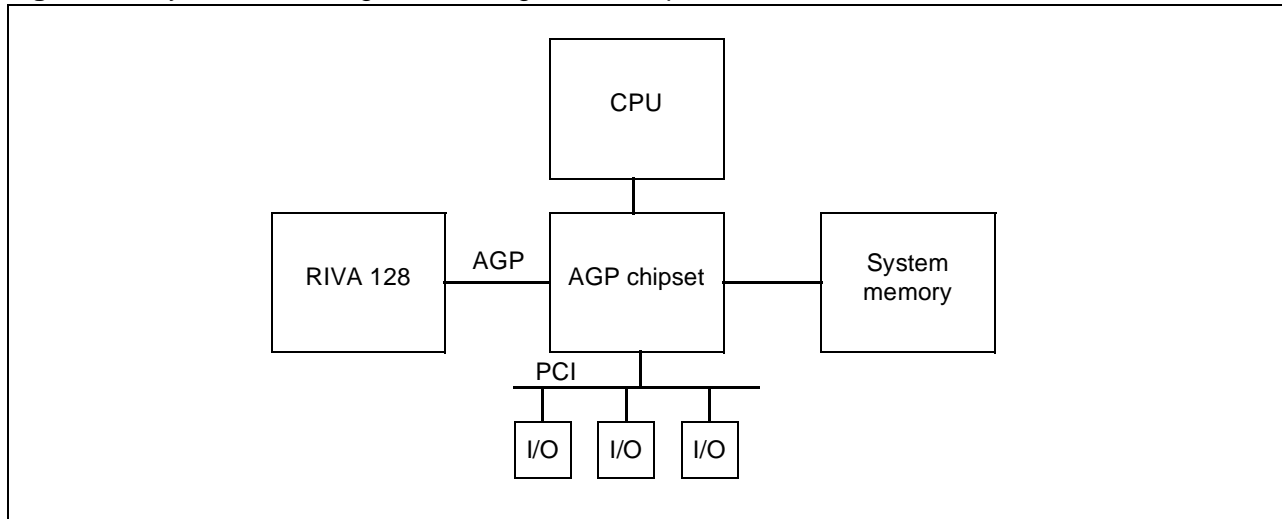 CPU
RIVA 128
AGP
AGP chipset
System
memory
PCI
I/O
I/O
I/O